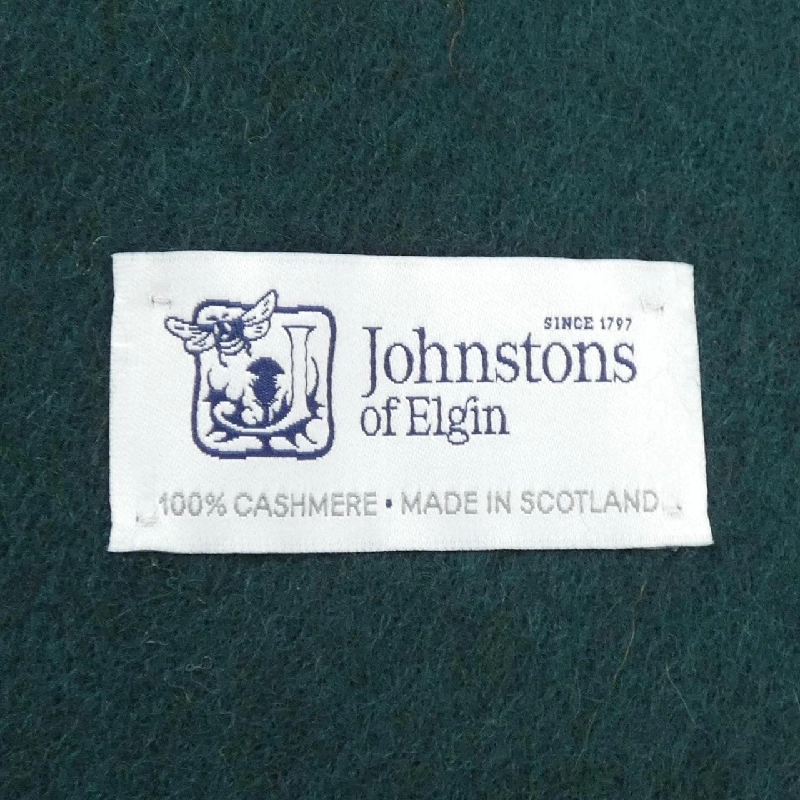 SINCE 1797
Johnstons
of Elgin
100% CASHMERE • MADE IN SCOTLAND